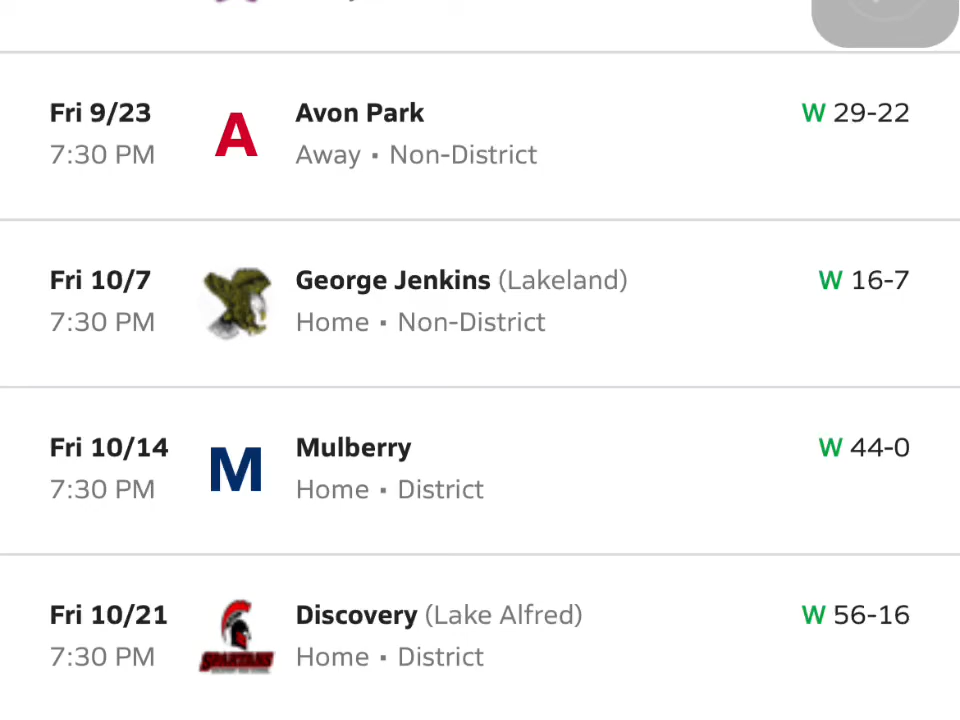 Fri 9/23
A
Avon Park
W 29-22
7:30 PM
Away • Non-District
Fri 10/7
George Jenkins (Lakeland)
W 16-7
7:30 PM
Home • Non-District
Fri 10/14
M
Mulberry
W 44-0
7:30 PM
Home • District
Fri 10/21
Discovery (Lake Alfred)
W 56-16
7:30 PM
SPARTANS
Home • District